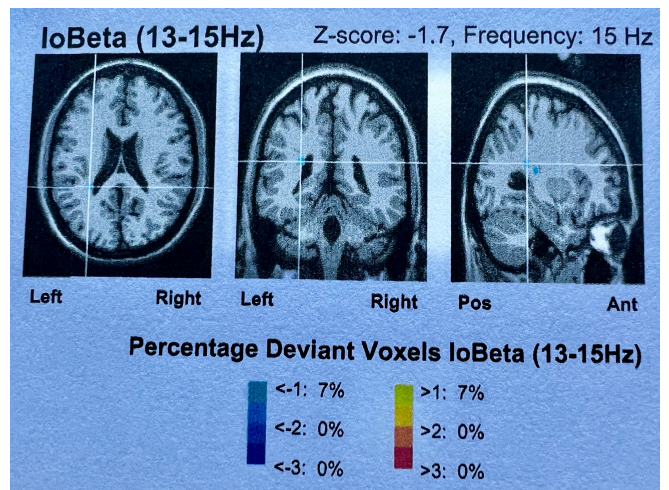 loBeta (13-15Hz) Z-score: -1.7, Frequency: 15 Hz
Left Right Left Right Pos Ant
Percentage Deviant Voxels loBeta (13-15Hz)
<-1: 7% >1: 7%
<-2: 0% >2: 0%
<-3: 0% >3: 0%